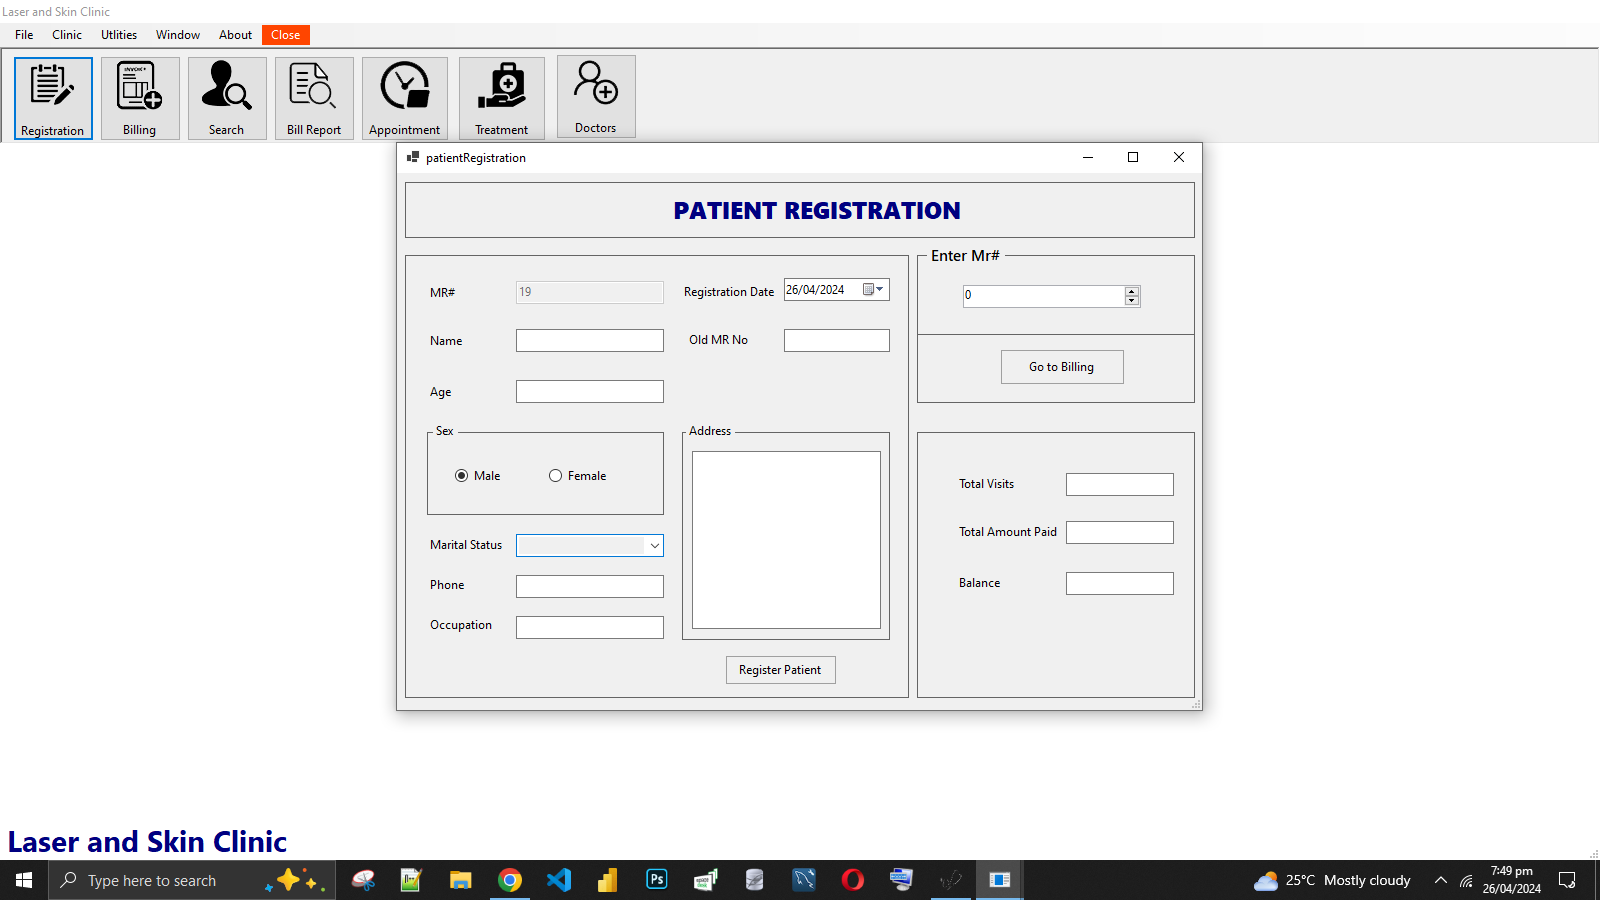 Laser and Skin Clinic
File Clinic Utlities Window About Close
Registration Billing Search Bill Report Appointment Treatment Doctors
INVOICE
patientRegistration
PATIENT REGISTRATION
MR# 19 Registration Date 26/04/2024
Name Old MR No
Age
Sex
Male Female
Address
Marital Status
Phone
Occupation
Register Patient
Enter Mr#
0
Go to Billing
Total Visits
Total Amount Paid
Balance
Laser and Skin Clinic
Type here to search
Ps
25°C Mostly cloudy
7:49 pm
26/04/2024